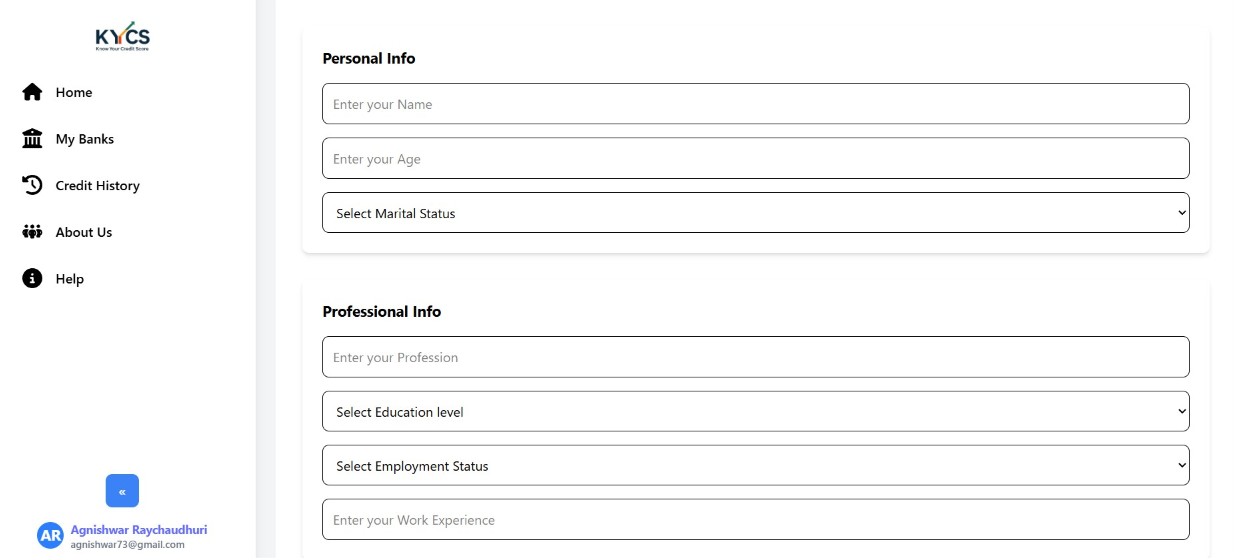 KYCS
Know Your Credit Score
Home
My Banks
Credit History
About Us
Help
«
AR
Agnishwar Raychaudhuri
agnishwar73@gmail.com
Personal Info
Enter your Name
Enter your Age
Select Marital Status
Professional Info
Enter your Profession
Select Education level
Select Employment Status
Enter your Work Experience